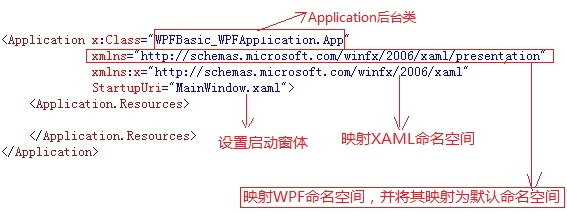 Application后台类
<Application x:Class="WPFBasic_WPFApplication.App"
xmlns="http://schemas.microsoft.com/winfx/2006/xaml/presentation"
xmlns:x="http://schemas.microsoft.com/winfx/2006/xaml"
StartupUri="MainWindow.xaml">
<Application.Resources>
</Application.Resources>
</Application>
设置启动窗体
映射XAML命名空间
映射WPF命名空间，并将其映射为默认命名空间